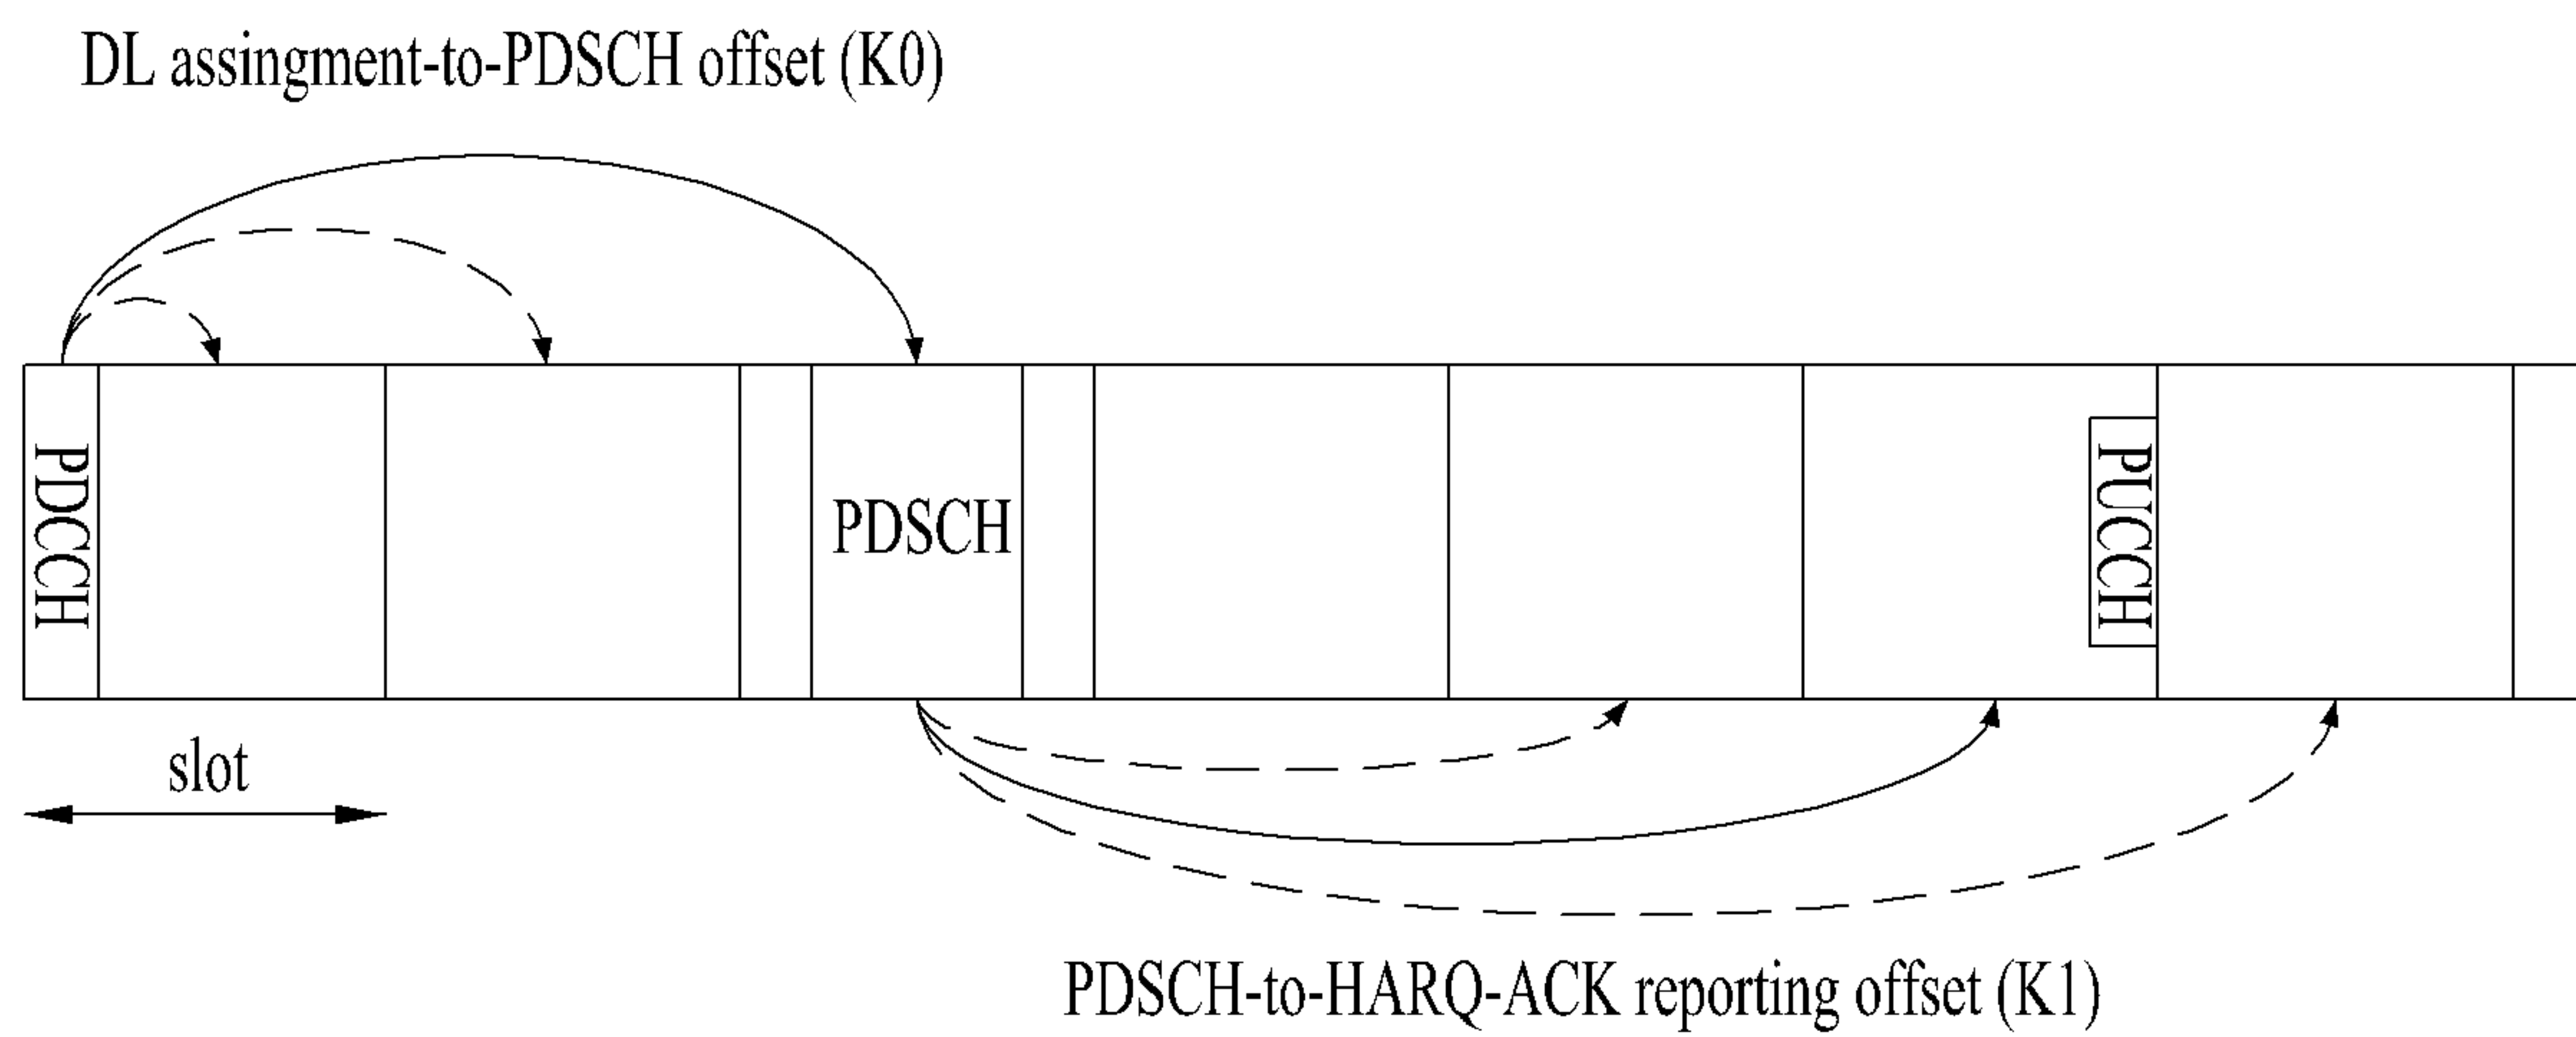 DL assingment-to-PDSCH offset (K0)
PDCCH
PDSCH
PUCCH
slot
PDSCH-to-HARQ-ACK reporting offset (K1)